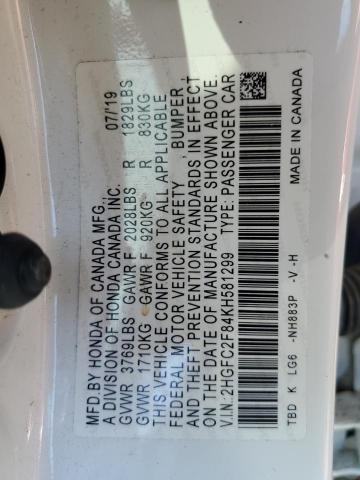 MFD.BY HONDA OF CANADA MFG., 07/'19
A DIVISION OF HONDA CANADA INC.
GVWR 3769LBS GAWR F 2028LBS R 1829LBS
GVWR 1710KG GAWR F 920KG R 830KG
THIS VEHICLE CONFORMS TO ALL APPLICABLE
FEDERAL MOTOR VEHICLE SAFETY, BUMPER,
AND THEFT PREVENTION STANDARDS IN EFFECT
ON THE DATE OF MANUFACTURE SHOWN ABOVE.
V.I.N.:2HGFC2F84KH581299 TYPE: PASSENGER CAR
TBD K LG6 -NH883P -V-H
MADE IN CANADA